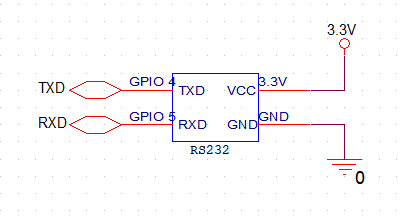 3.3V
TXD GPIO 4 TXD VCC 3.3V
RXD GPIO 5 RXD GND GND
RS232
0